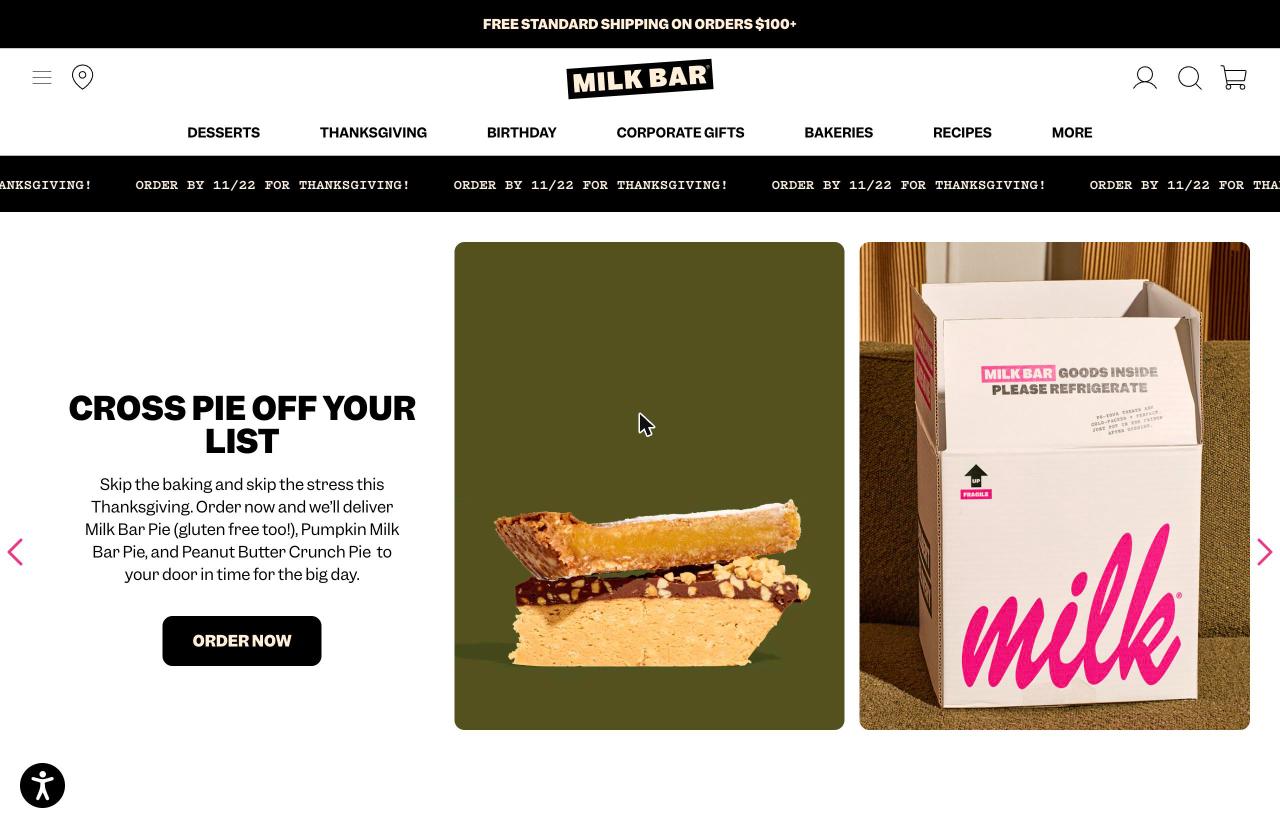 FREE STANDARD SHIPPING ON ORDERS $100+
MILK BAR
DESSERTS THANKSGIVING BIRTHDAY CORPORATE GIFTS BAKERIES RECIPES MORE
ANKSGIVING! ORDER BY 11/22 FOR THANKSGIVING! ORDER BY 11/22 FOR THANKSGIVING! ORDER BY 11/22 FOR THANKSGIVING! ORDER BY 11/22 FOR THA
CROSS PIE OFF YOUR
LIST
Skip the baking and skip the stress this
Thanksgiving. Order now and we'll deliver
Milk Bar Pie (gluten free too!), Pumpkin Milk
Bar Pie, and Peanut Butter Crunch Pie to
your door in time for the big day.
ORDER NOW
MILK BAR GOODS INSIDE
PLEASE REFRIGERATE
UP
FRAGILE
milk®